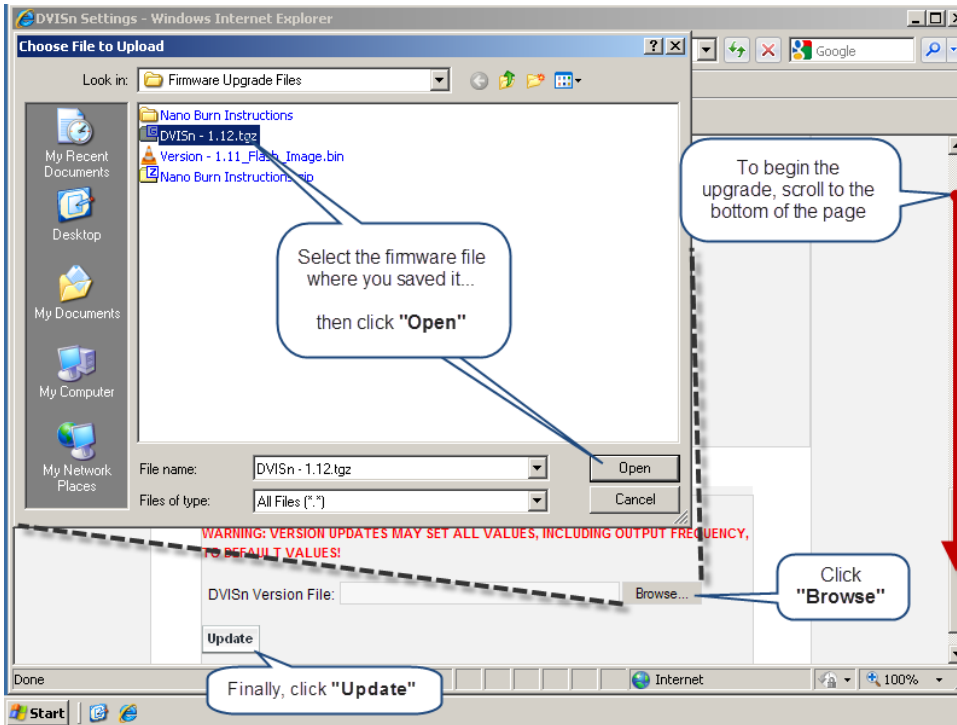 DVISn Settings - Windows Internet Explorer
Choose File to Upload
Google
Look in:
Firmware Upgrade Files
My Recent
Documents
Desktop
My Documents
My Computer
My Network
Places
Nano Burn Instructions
DVISn - 1.12.tgz
Version - 1.11_Flash_Image.bin
Nano Burn Instructions.zip
To begin the
upgrade, scroll to the
bottom of the page
Select the firmware file
where you saved it...
then click "Open"
File name:
DVISn - 1.12.tgz
Open
Files of type:
All Files (*.*)
Cancel
WARNING: VERSION UPDATES MAY SET ALL VALUES, INCLUDING OUTPUT FREQUENCY,
TO DEFAULT VALUES!
DVISn Version File:
Browse...
Click
"Browse"
Update
Finally, click "Update"
Done
Internet
100%
Start